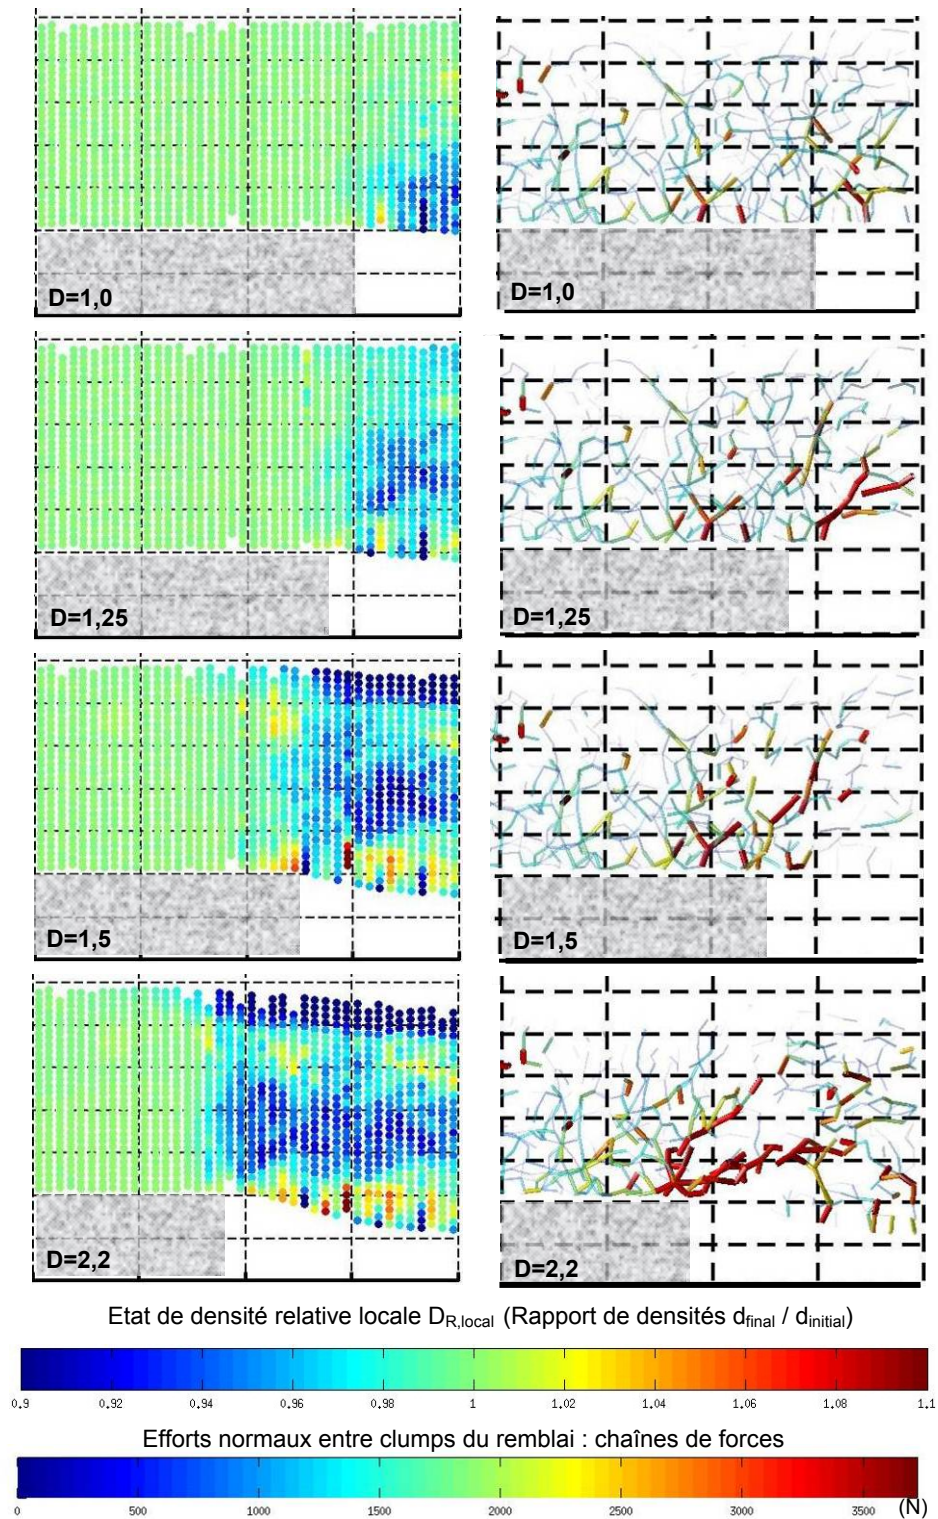 D=1,0
D=1,0
D=1,25
D=1,25
D=1,5
D=1,5
D=2,2
D=2,2
Etat de densité relative locale DR,local (Rapport de densités dfinal / dinitial)
0.9 0.92 0.94 0.96 0.98 1 1.02 1.04 1.06 1.08 1.1
Efforts normaux entre clumps du remblai : chaînes de forces
0 500 1000 1500 2000 2500 3000 3500 (N)